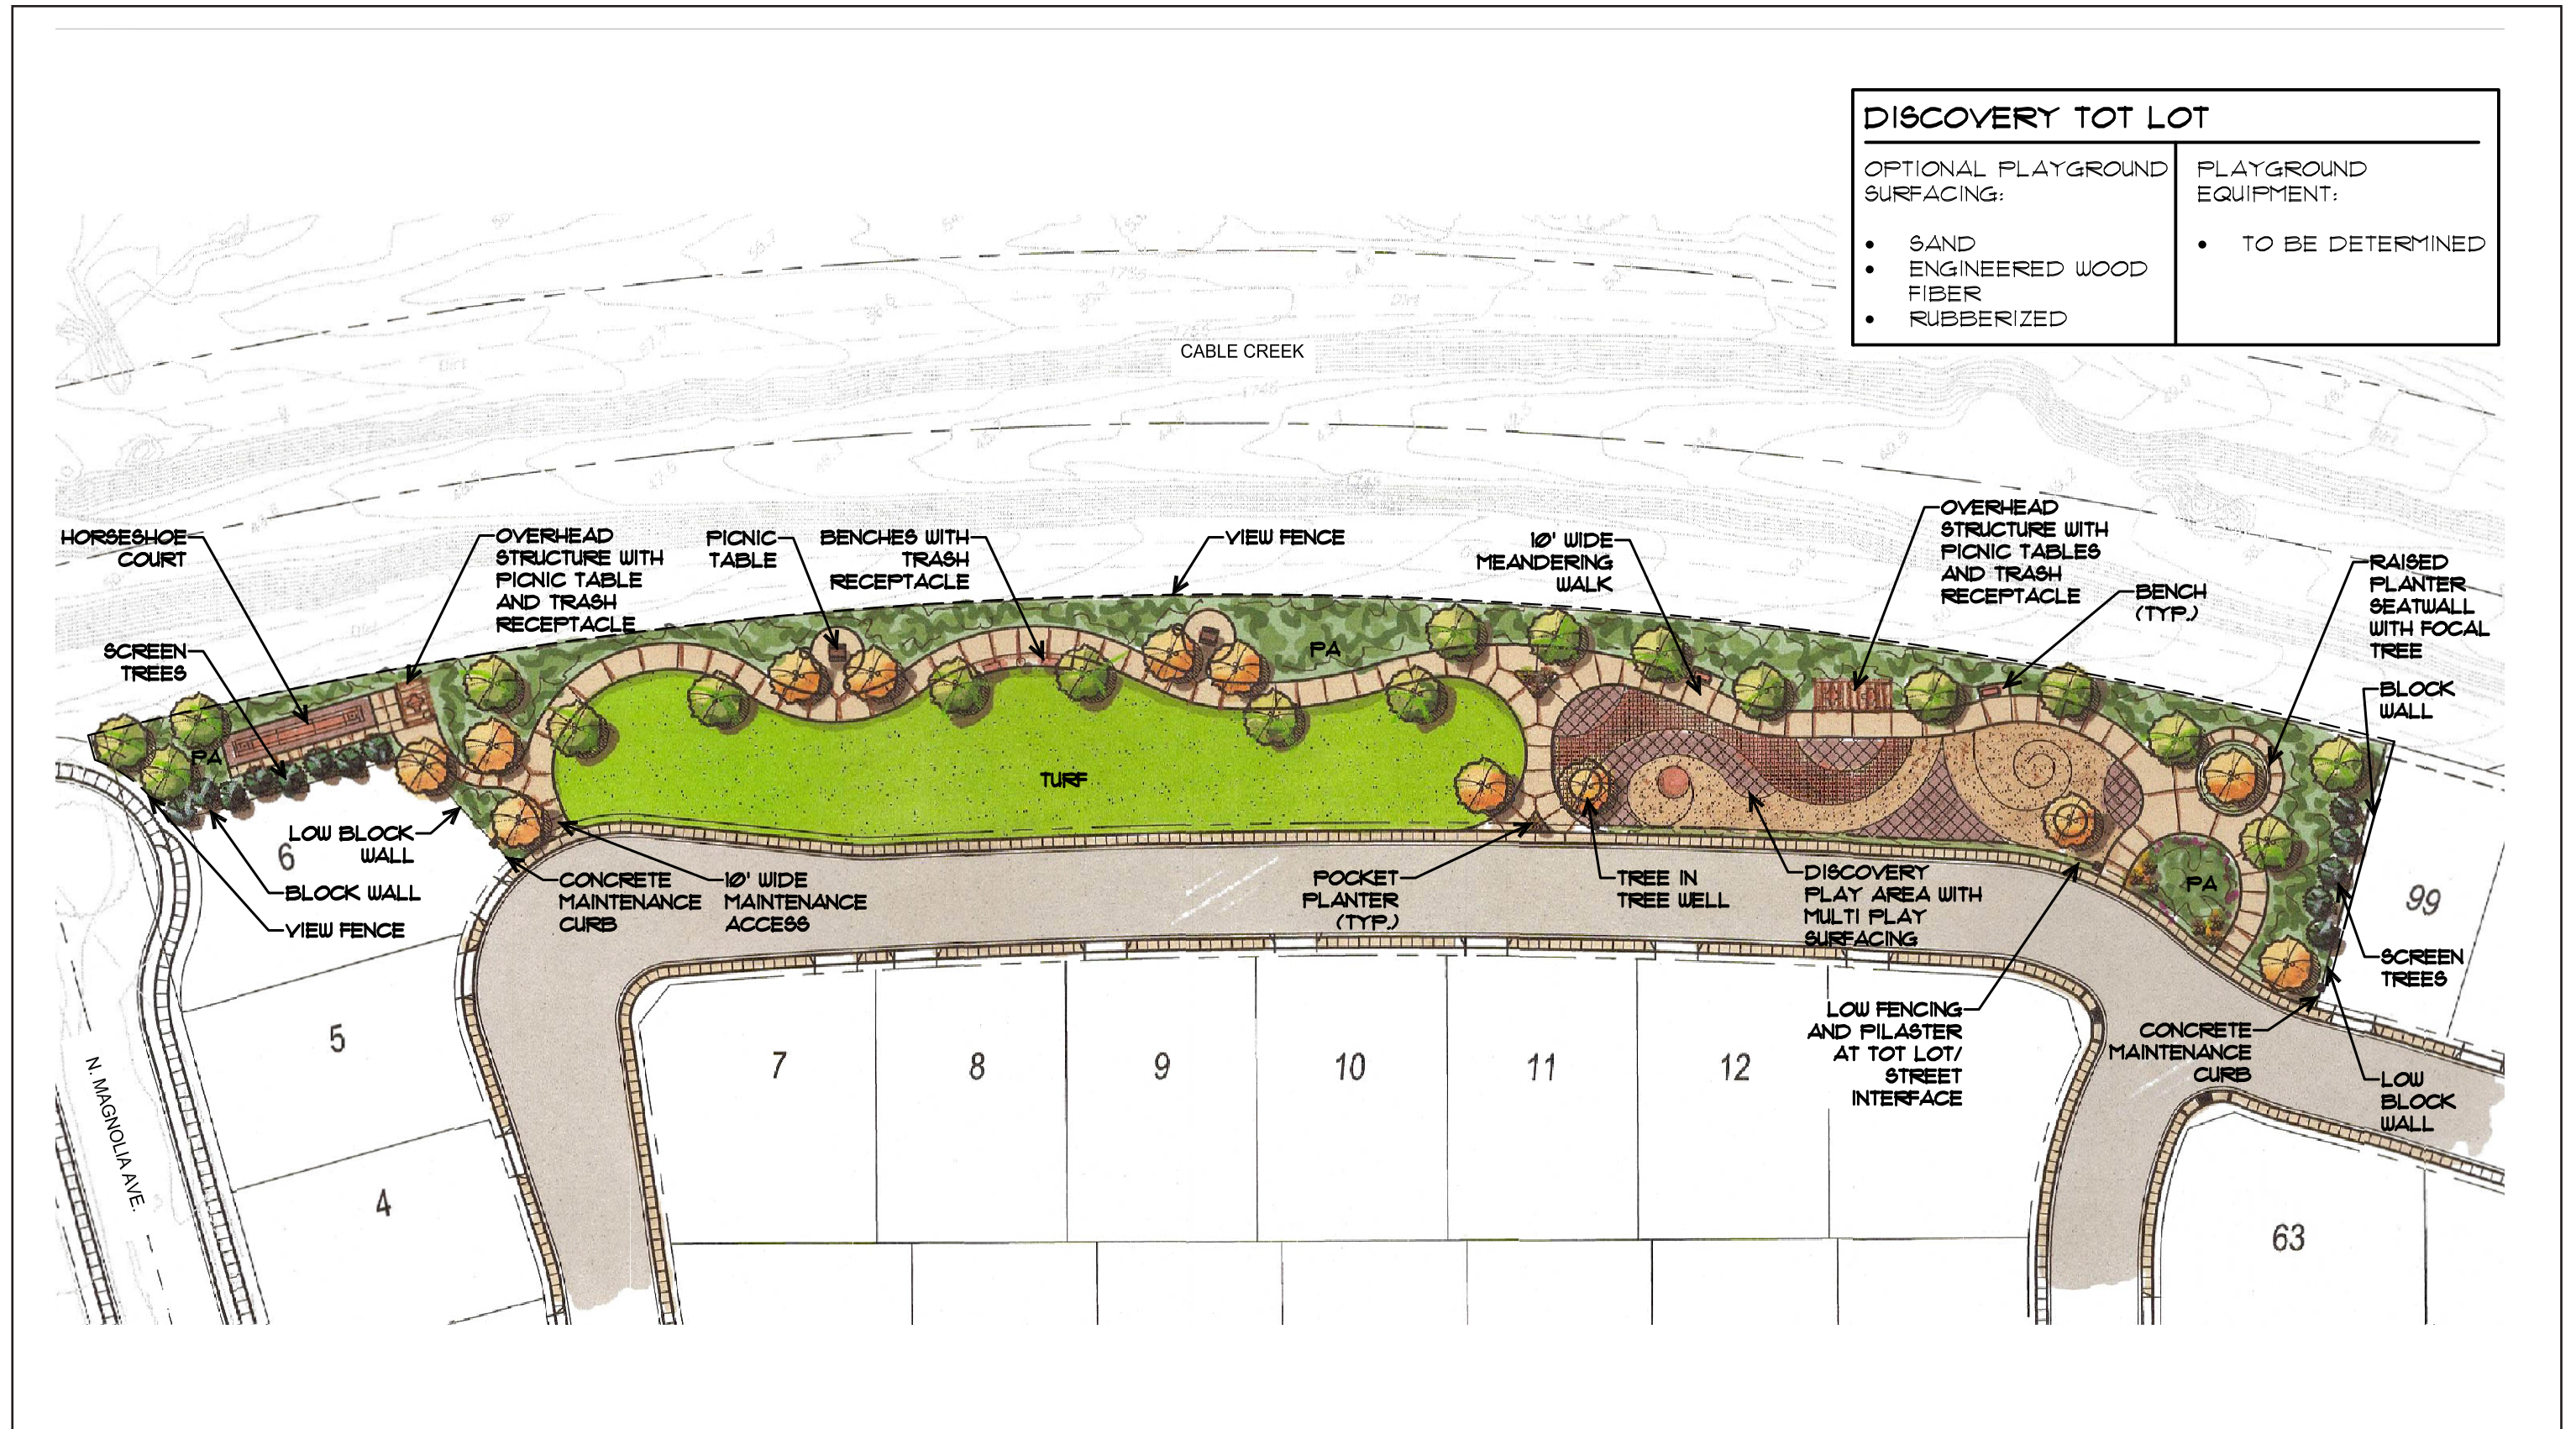 DISCOVERY TOT LOT
OPTIONAL PLAYGROUND
SURFACING:
• SAND
• ENGINEERED WOOD
FIBER
• RUBBERIZED
PLAYGROUND
EQUIPMENT:
• TO BE DETERMINED
CABLE CREEK
HORSESHOE
COURT
SCREEN
TREES
OVERHEAD
STRUCTURE WITH
PICNIC TABLE
AND TRASH
RECEPTACLE
PICNIC
TABLE
BENCHES WITH
TRASH
RECEPTACLE
VIEW FENCE
10' WIDE
MEANDERING
WALK
OVERHEAD
STRUCTURE WITH
PICNIC TABLES
AND TRASH
RECEPTACLE
BENCH
(TYP.)
RAISED
PLANTER
SEATWALL
WITH FOCAL
TREE
BLOCK
WALL
PA
PA
TURF
PA
LOW BLOCK
WALL
6
BLOCK WALL
VIEW FENCE
CONCRETE
MAINTENANCE
CURB
10' WIDE
MAINTENANCE
ACCESS
POCKET
PLANTER
(TYP.)
TREE IN
TREE WELL
DISCOVERY
PLAY AREA WITH
MULTI PLAY
SURFACING
99
SCREEN
TREES
LOW FENCING
AND PILASTER
AT TOT LOT/
STREET
INTERFACE
CONCRETE
MAINTENANCE
CURB
LOW
BLOCK
WALL
5
7
8
9
10
11
12
N. MAGNOLIA AVE.
4
63